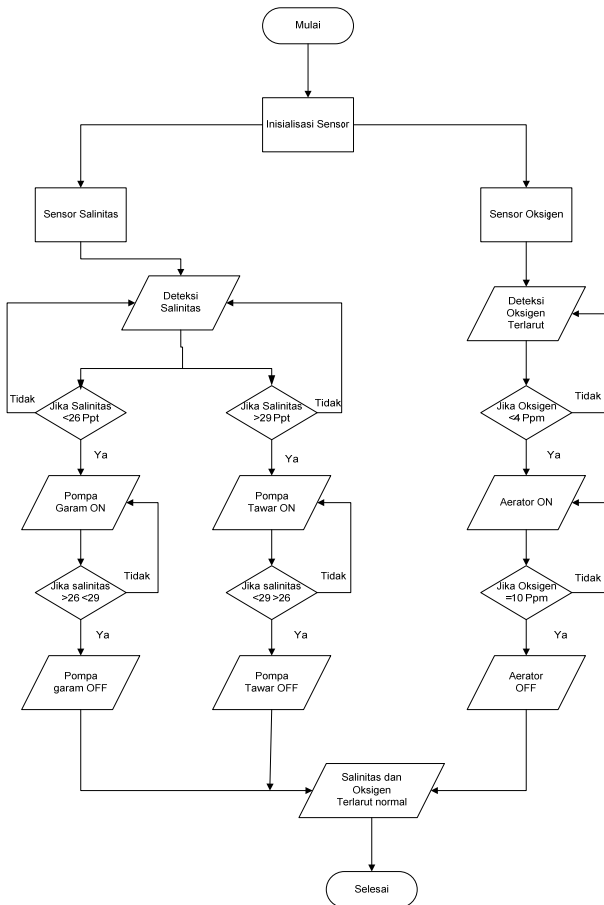 Mulai
Inisialisasi Sensor
Sensor Salinitas
Sensor Oksigen
Deteksi
Salinitas
Deteksi
Oksigen
Terlarut
Tidak
Jika Salinitas
<26 Ppt
Jika Salinitas
>29 Ppt
Tidak
Jika Oksigen
<4 Ppm
Tidak
Ya
Ya
Ya
Pompa
Garam ON
Pompa
Tawar ON
Aerator ON
Jika salinitas
>26 <29
Tidak
Jika salinitas
<29 >26
Tidak
Jika Oksigen
=10 Ppm
Tidak
Ya
Ya
Ya
Pompa
garam OFF
Pompa
Tawar OFF
Aerator
OFF
Salinitas dan
Oksigen
Terlarut normal
Selesai